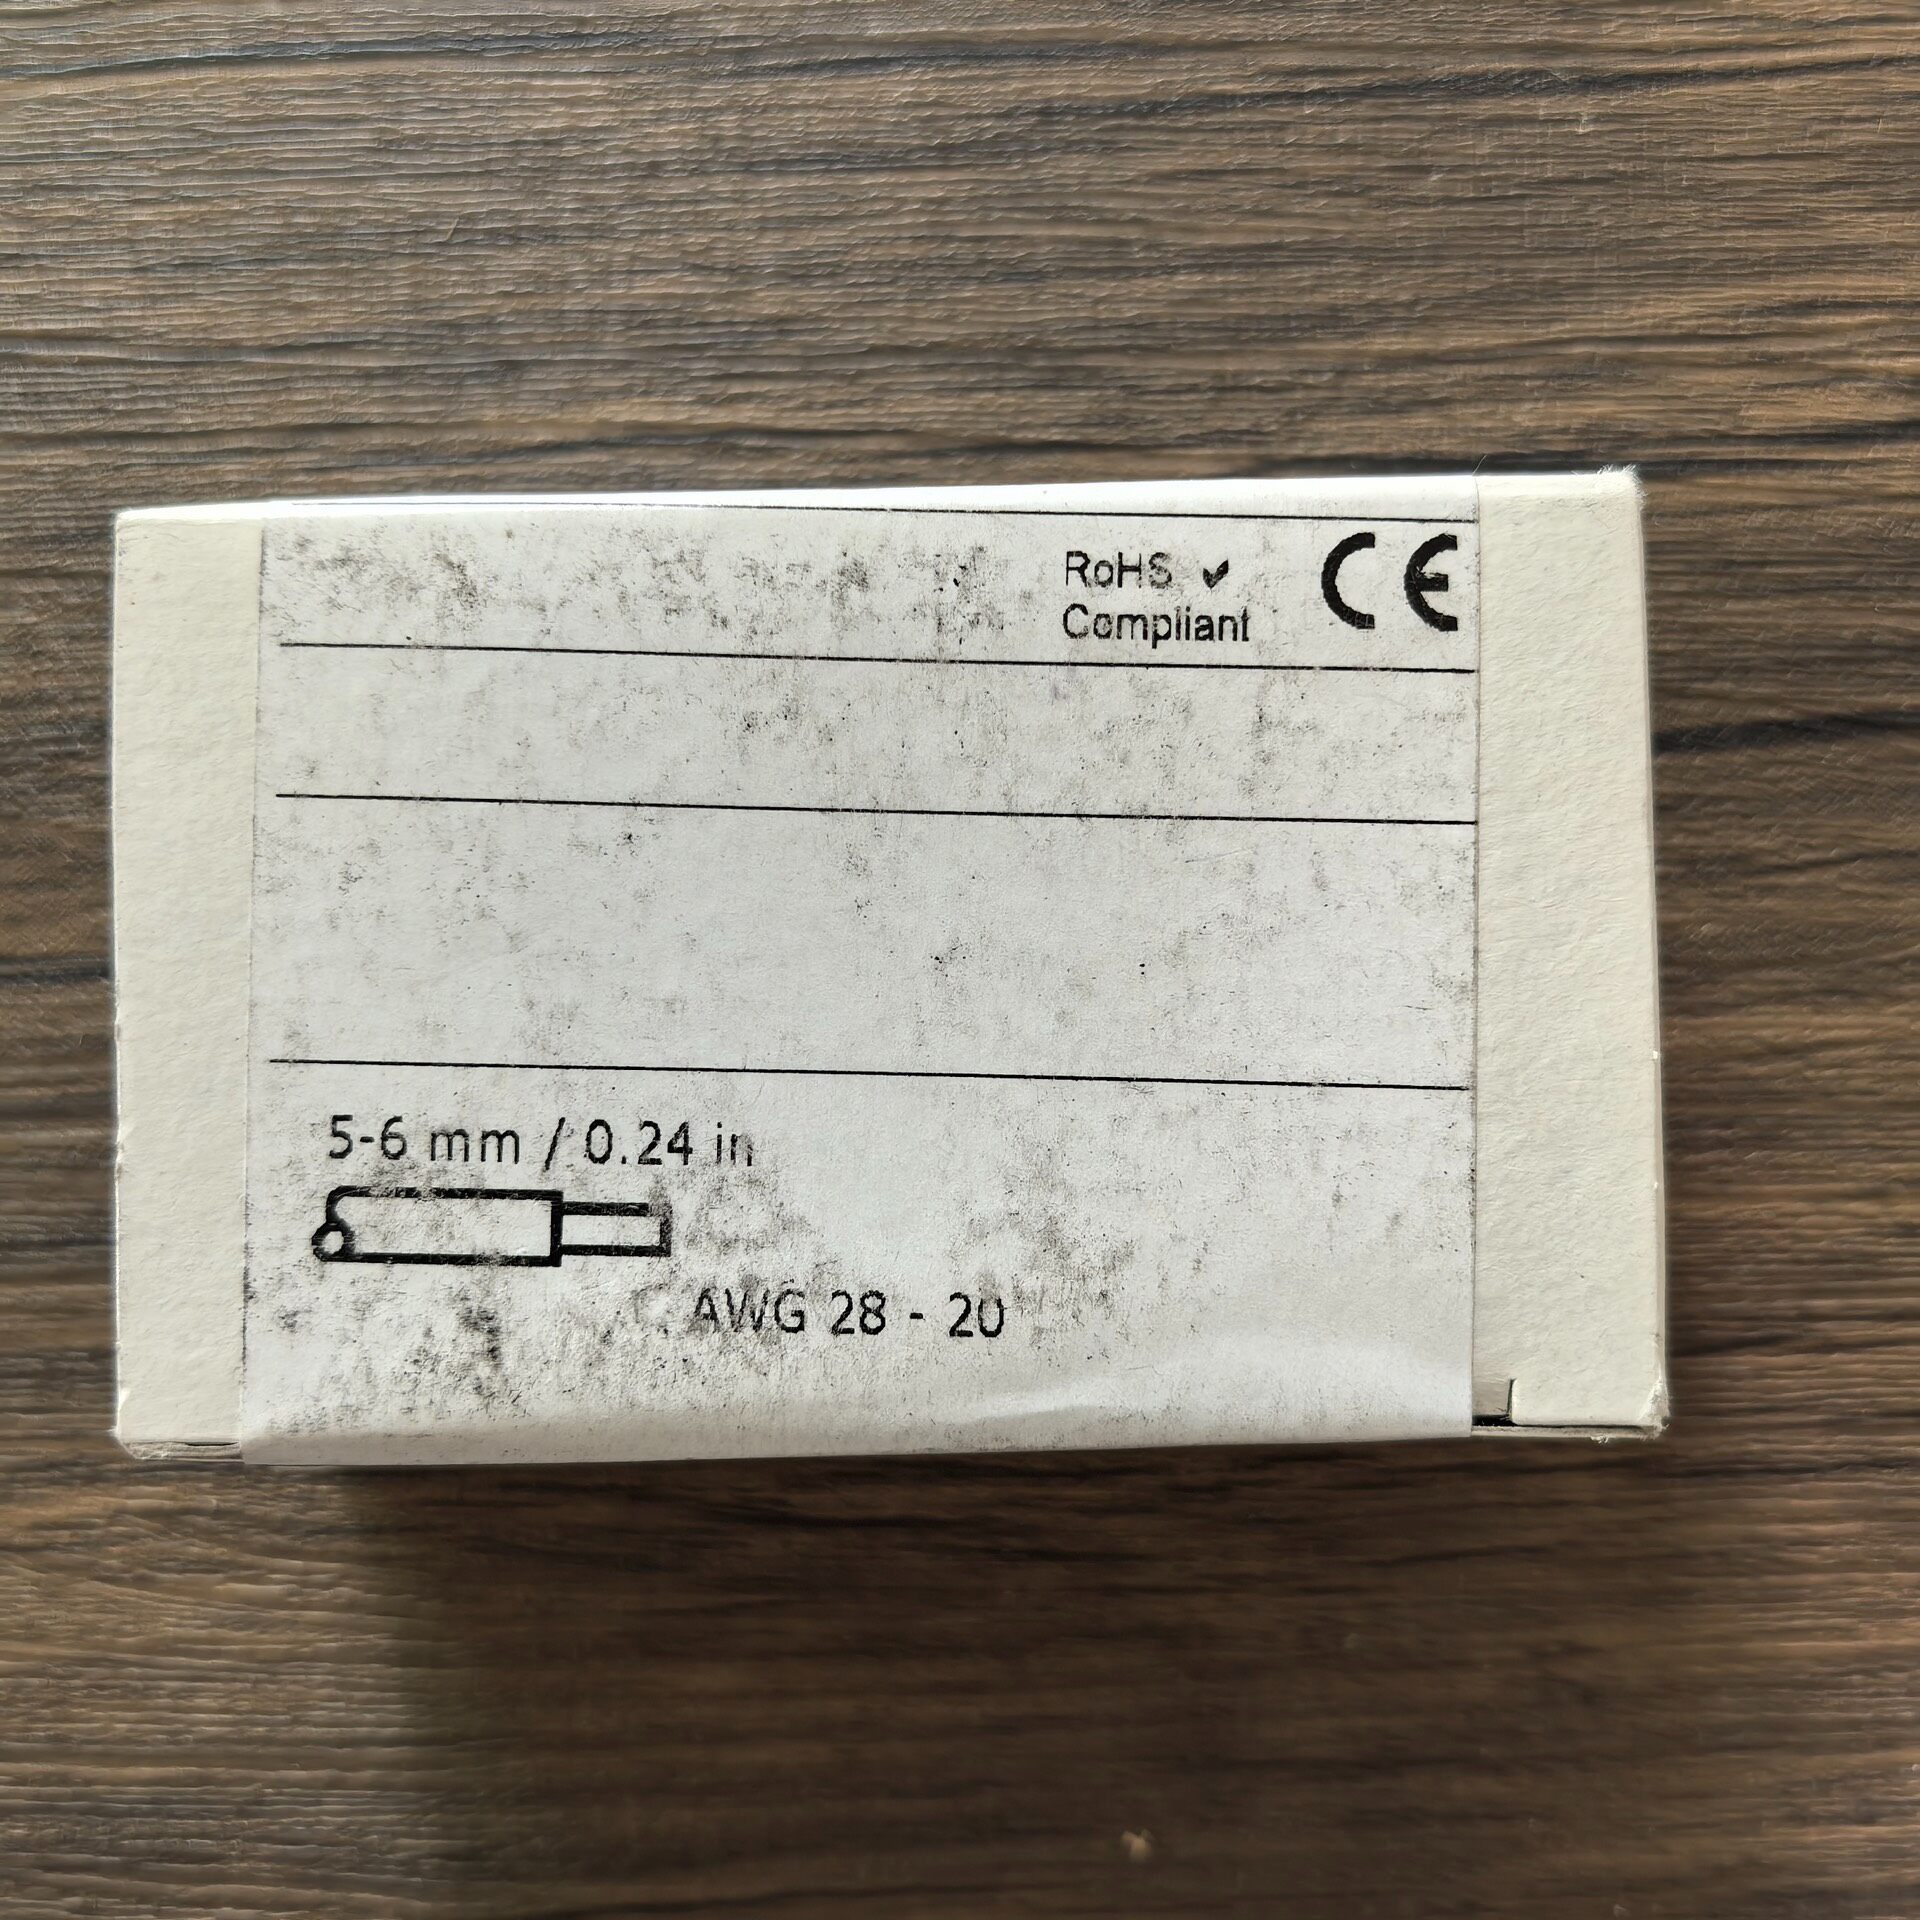 RoHS ✓ CE
Compliant
5-6 mm / 0.24 in
AWG 28 - 20